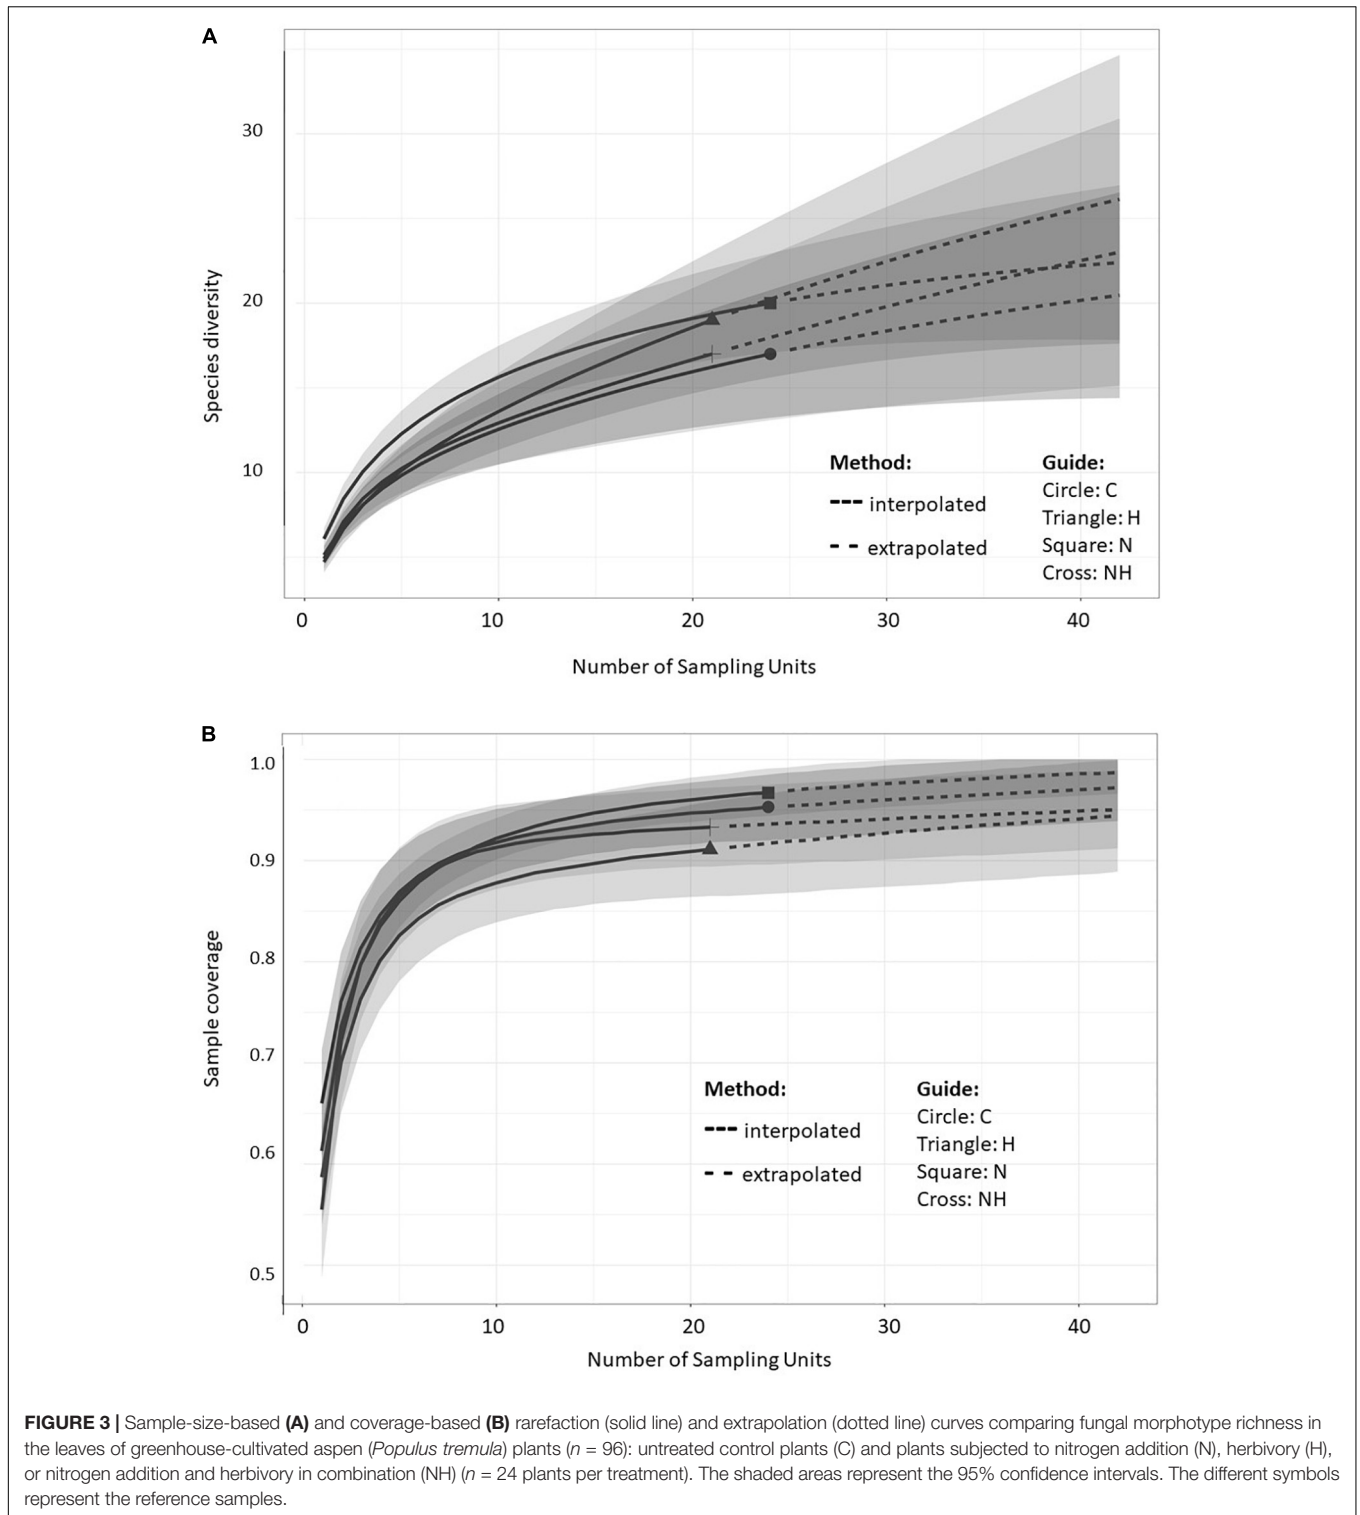 A
30
20
10
Species diversity
Method:
interpolated
extrapolated
Guide:
Circle: C
Triangle: H
Square: N
Cross: NH
0 10 20 30 40
Number of Sampling Units
B
1.0
0.9
0.8
0.7
0.6
0.5
Sample coverage
Method:
interpolated
extrapolated
Guide:
Circle: C
Triangle: H
Square: N
Cross: NH
0 10 20 30 40
Number of Sampling Units
FIGURE 3 | Sample-size-based (A) and coverage-based (B) rarefaction (solid line) and extrapolation (dotted line) curves comparing fungal morphotype richness in
the leaves of greenhouse-cultivated aspen (Populus tremula) plants (n = 96): untreated control plants (C) and plants subjected to nitrogen addition (N), herbivory (H),
or nitrogen addition and herbivory in combination (NH) (n = 24 plants per treatment). The shaded areas represent the 95% confidence intervals. The different symbols
represent the reference samples.